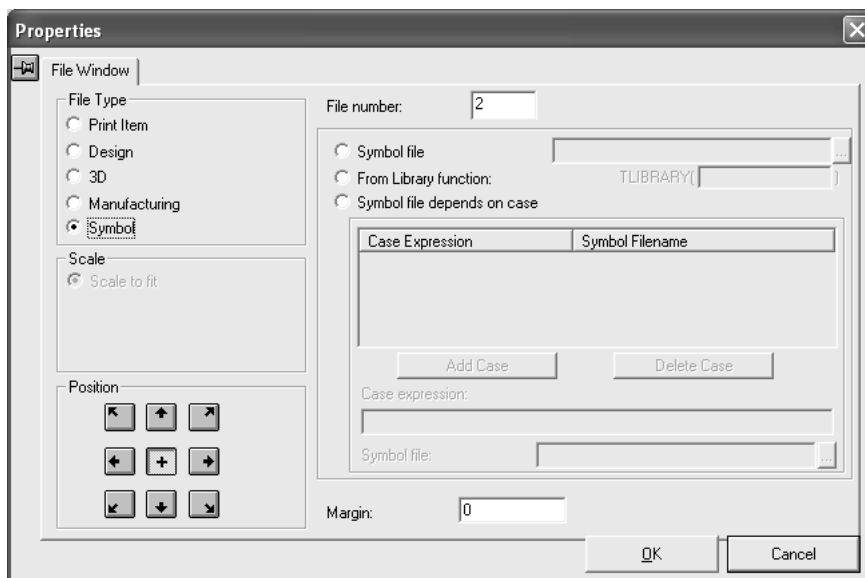 Properties
File Window
File Type
Print Item
Design
3D
Manufacturing
Symbol
Scale
Scale to fit
Position
File number: 2
Symbol file ...
From Library function: TLIBRARY( )
Symbol file depends on case
Case Expression Symbol Filename
Add Case Delete Case
Case expression:
Symbol file: ...
Margin: 0
OK Cancel